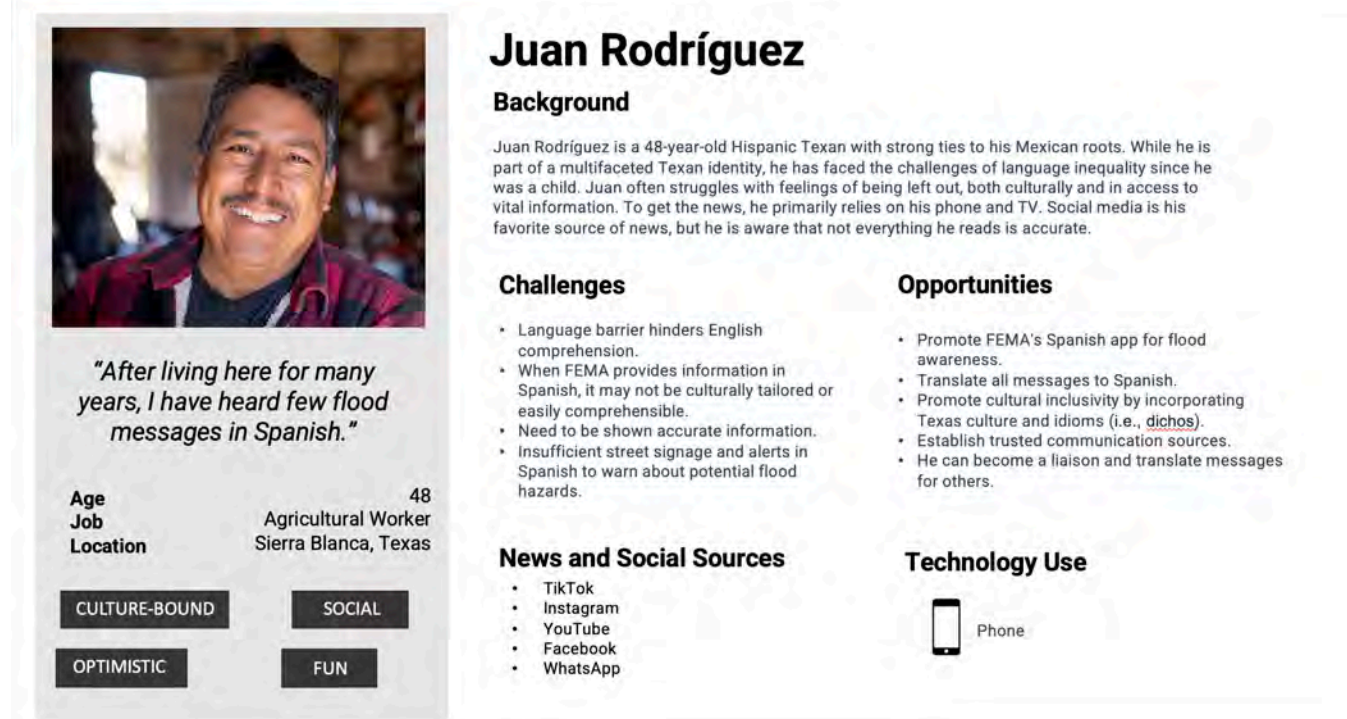 Juan Rodríguez
Background
Juan Rodríguez is a 48-year-old Hispanic Texan with strong ties to his Mexican roots. While he is
part of a multifaceted Texan identity, he has faced the challenges of language inequality since he
was a child. Juan often struggles with feelings of being left out, both culturally and in access to
vital information. To get the news, he primarily relies on his phone and TV. Social media is his
favorite source of news, but he is aware that not everything he reads is accurate.
"After living here for many
years, I have heard few flood
messages in Spanish."
Age 48
Job Agricultural Worker
Location Sierra Blanca, Texas
CULTURE-BOUND SOCIAL
OPTIMISTIC FUN
Challenges
• Language barrier hinders English
comprehension.
• When FEMA provides information in
Spanish, it may not be culturally tailored or
easily comprehensible.
• Need to be shown accurate information.
• Insufficient street signage and alerts in
Spanish to warn about potential flood
hazards.
Opportunities
• Promote FEMA's Spanish app for flood
awareness.
• Translate all messages to Spanish.
• Promote cultural inclusivity by incorporating
Texas culture and idioms (i.e., dichos).
• Establish trusted communication sources.
• He can become a liaison and translate messages
for others.
News and Social Sources
• TikTok
• Instagram
• YouTube
• Facebook
• WhatsApp
Technology Use
Phone